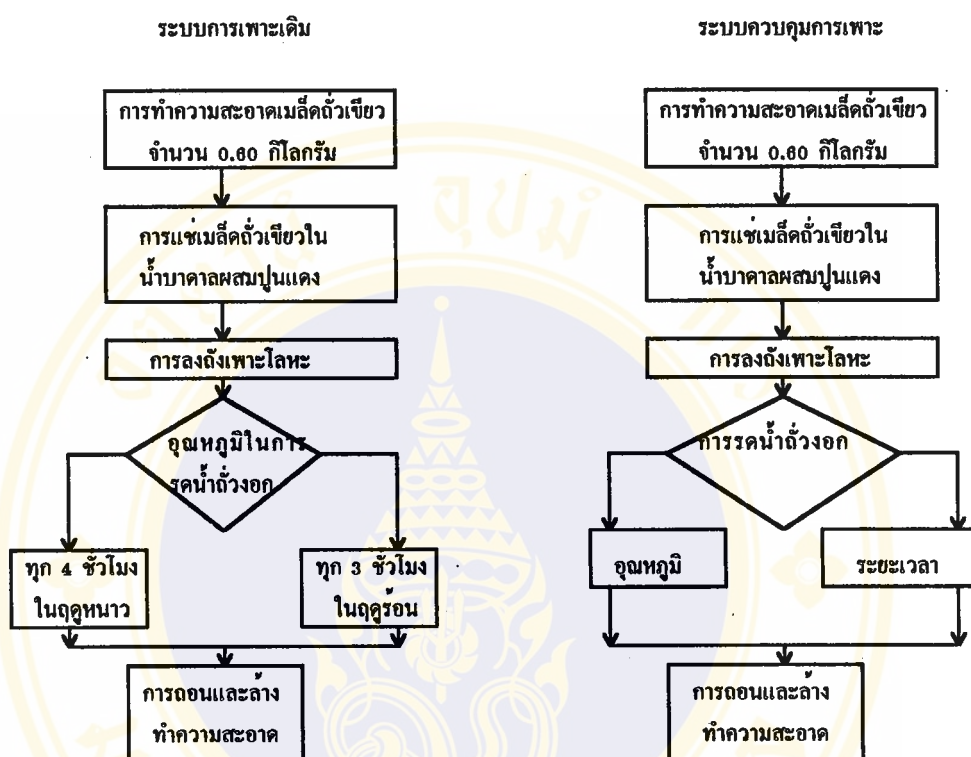 ระบบการเพาะเดิม
การทำความสะอาดเมล็ดถั่วเขียว
จำนวน 0.60 กิโลกรัม
การแช่เมล็ดถั่วเขียวใน
น้ำบาดาลผสมปูนแดง
การลงถังเพาะโลหะ
อุณหภูมิในการ
รดน้ำถั่วงอก
ทุก 4 ชั่วโมง
ในฤดูหนาว
ทุก 3 ชั่วโมง
ในฤดูร้อน
การถอนและล้าง
ทำความสะอาด
ระบบควบคุมการเพาะ
การทำความสะอาดเมล็ดถั่วเขียว
จำนวน 0.60 กิโลกรัม
การแช่เมล็ดถั่วเขียวใน
น้ำบาดาลผสมปูนแดง
การลงถังเพาะโลหะ
การรดน้ำถั่วงอก
อุณหภูมิ
ระยะเวลา
การถอนและล้าง
ทำความสะอาด